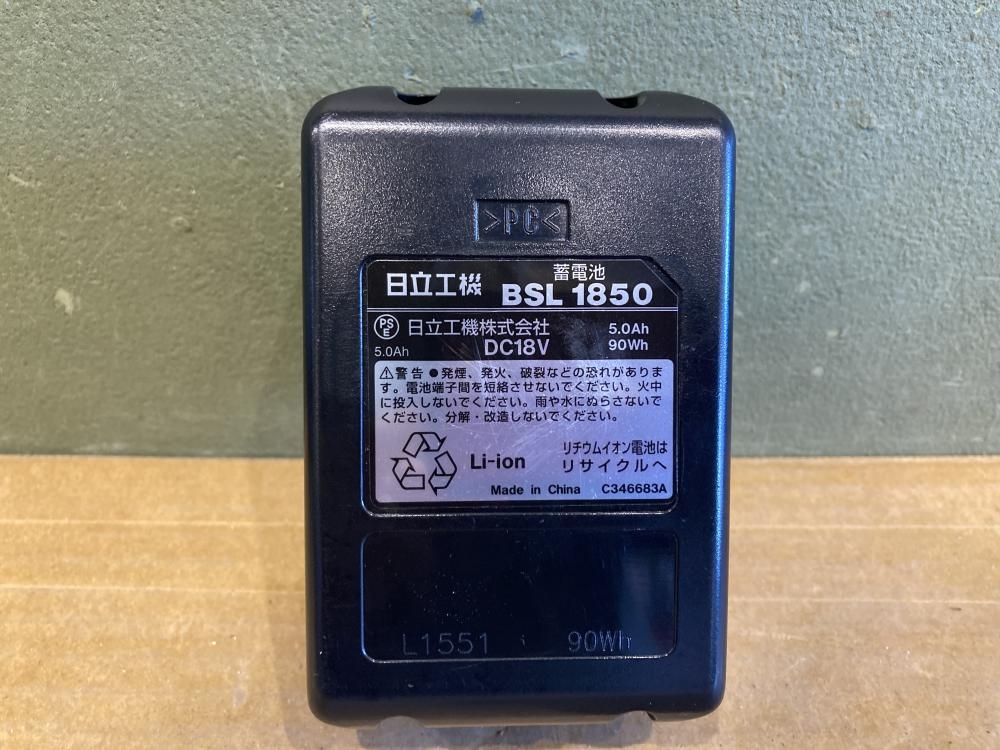 >PC<
日立工機 蓄電池
BSL 1850
PSE 日立工機株式会社 5.0Ah
5.0Ah DC18V 90Wh
⚠警告 ●発煙、発火、破裂などの恐れがありま
す。電池端子間を短絡させないでください。火中
に投入しないでください。雨や水にぬらさないで
ください。分解・改造しないでください。
Li-ion リチウムイオン電池は
リサイクルへ
Made in China C346683A
L1551 90Wh